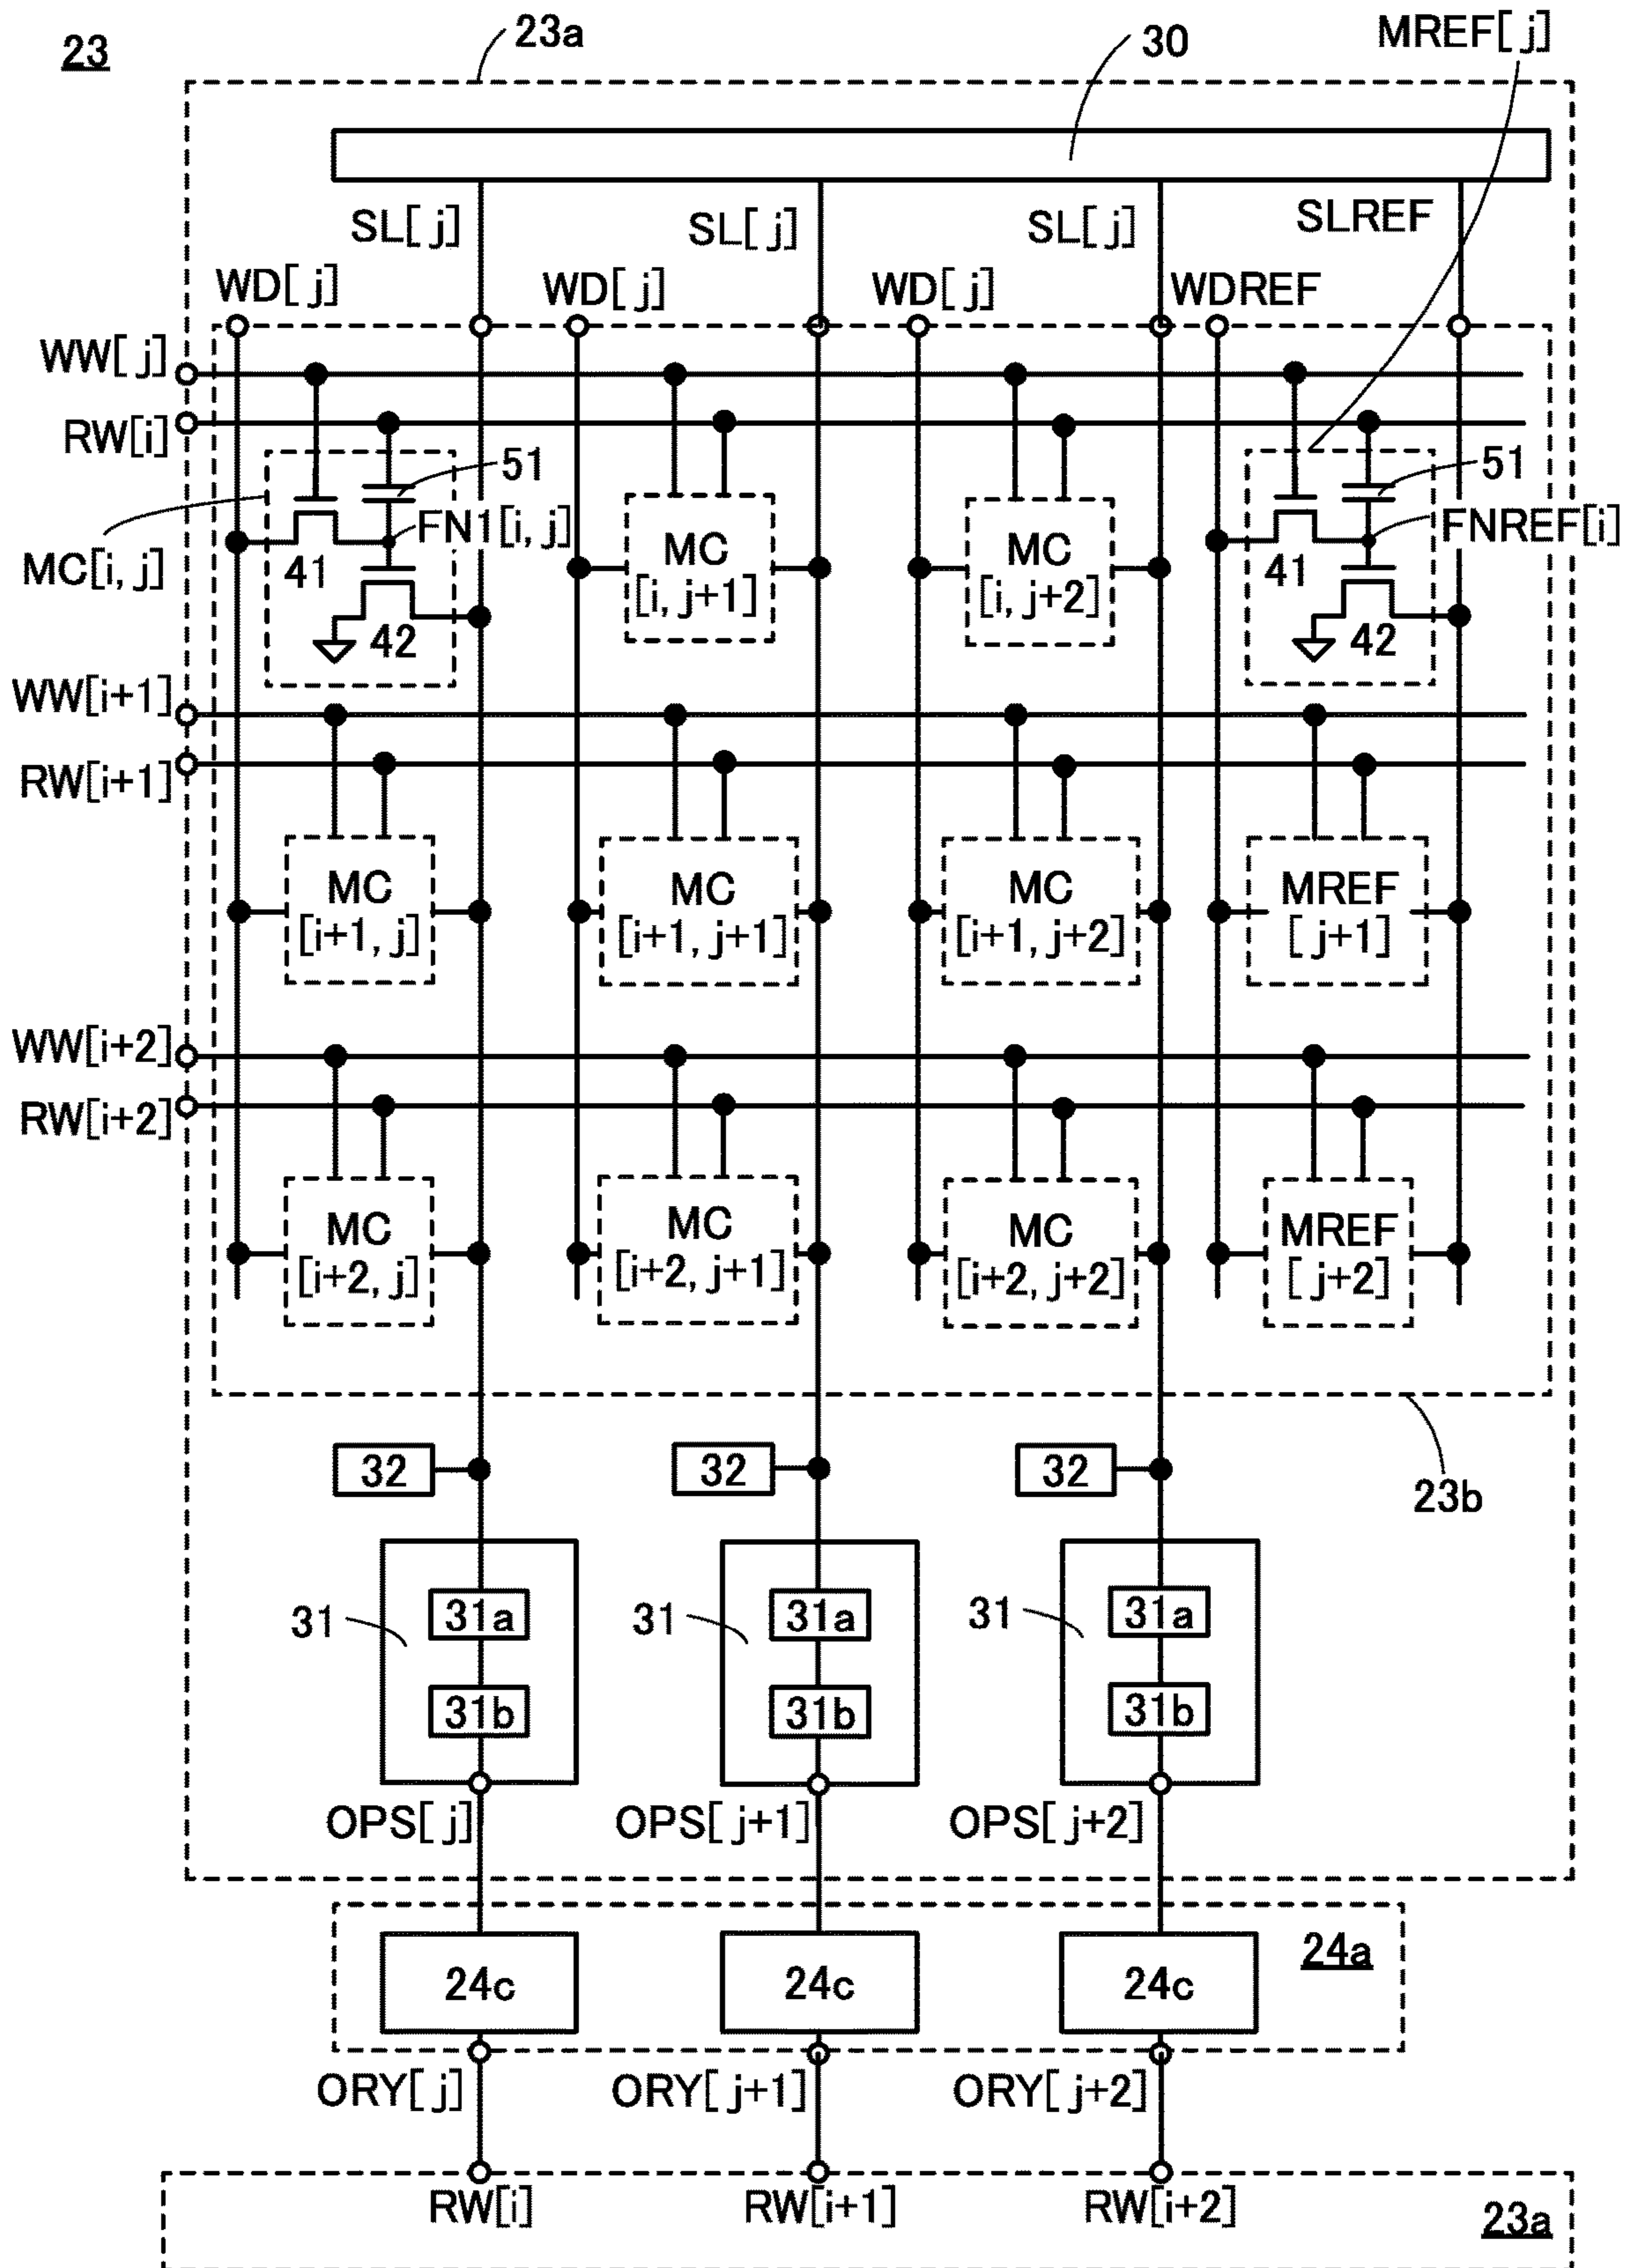 23
23a
30
MREF[j]
SL[j]
SL[j]
SL[j]
SLREF
WD[j]
WD[j]
WD[j]
WDREF
WW[j]
RW[i]
51
51
FN1[i, j]
FNREF[i]
MC[i, j]
41
42
MC
[i, j+1]
MC
[i, j+2]
41
42
WW[i+1]
RW[i+1]
MC
[i+1, j]
MC
[i+1, j+1]
MC
[i+1, j+2]
MREF
[j+1]
WW[i+2]
RW[i+2]
MC
[i+2, j]
MC
[i+2, j+1]
MC
[i+2, j+2]
MREF
[j+2]
32
32
32
23b
31
31a
31b
31
31a
31b
31
31a
31b
OPS[j]
OPS[j+1]
OPS[j+2]
24c
24c
24c
24a
ORY[j]
ORY[j+1]
ORY[j+2]
RW[i]
RW[i+1]
RW[i+2]
23a